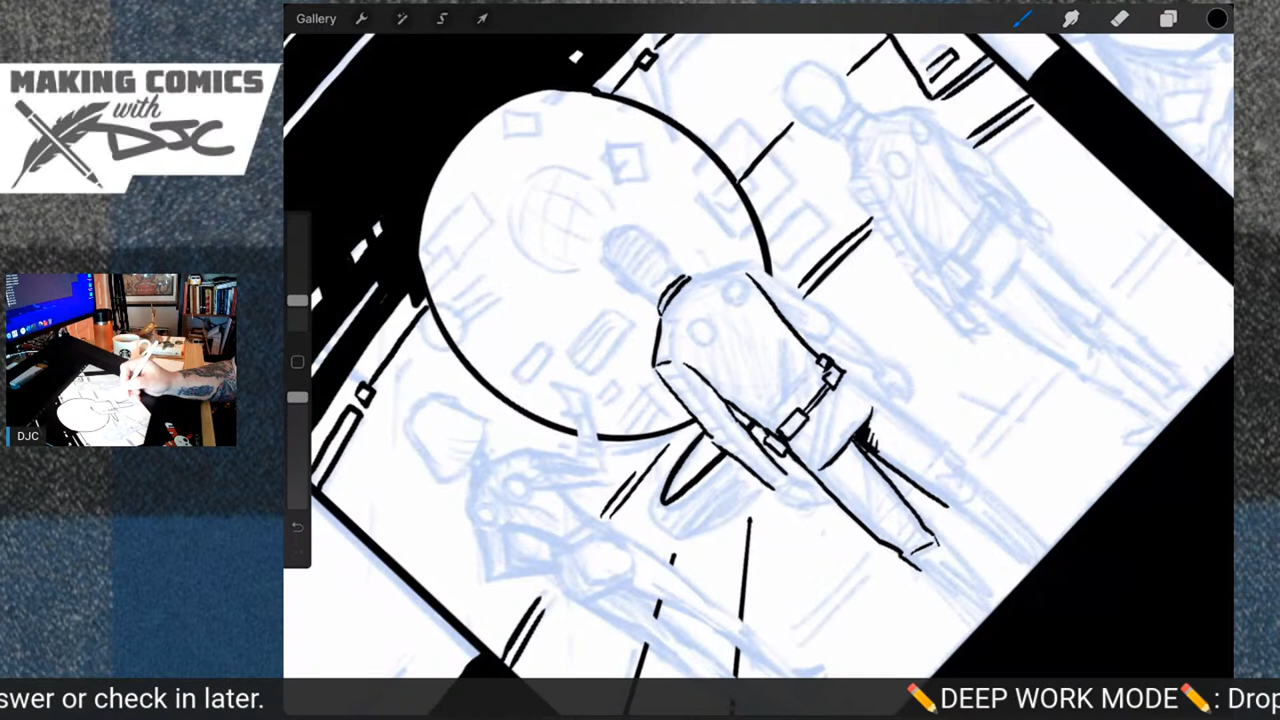 Gallery
MAKING COMICS
with
DJC
DJC
swer or check in later.
✏️DEEP WORK MODE✏️: Drop